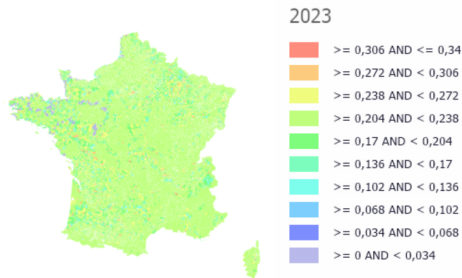 2023
>= 0,306 AND <= 0,34
>= 0,272 AND < 0,306
>= 0,238 AND < 0,272
>= 0,204 AND < 0,238
>= 0,17 AND < 0,204
>= 0,136 AND < 0,17
>= 0,102 AND < 0,136
>= 0,068 AND < 0,102
>= 0,034 AND < 0,068
>= 0 AND < 0,034